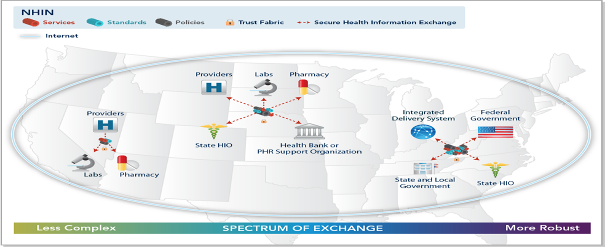 NHIN
Services Standards Policies Trust Fabric Secure Health Information Exchange
Internet
Providers Labs Pharmacy
H
State HIO
Health Bank or
PHR Support Organization
Providers
H
Labs Pharmacy
Integrated
Delivery System
Federal
Government
State and Local
Government
State HIO
Less Complex SPECTRUM OF EXCHANGE More Robust